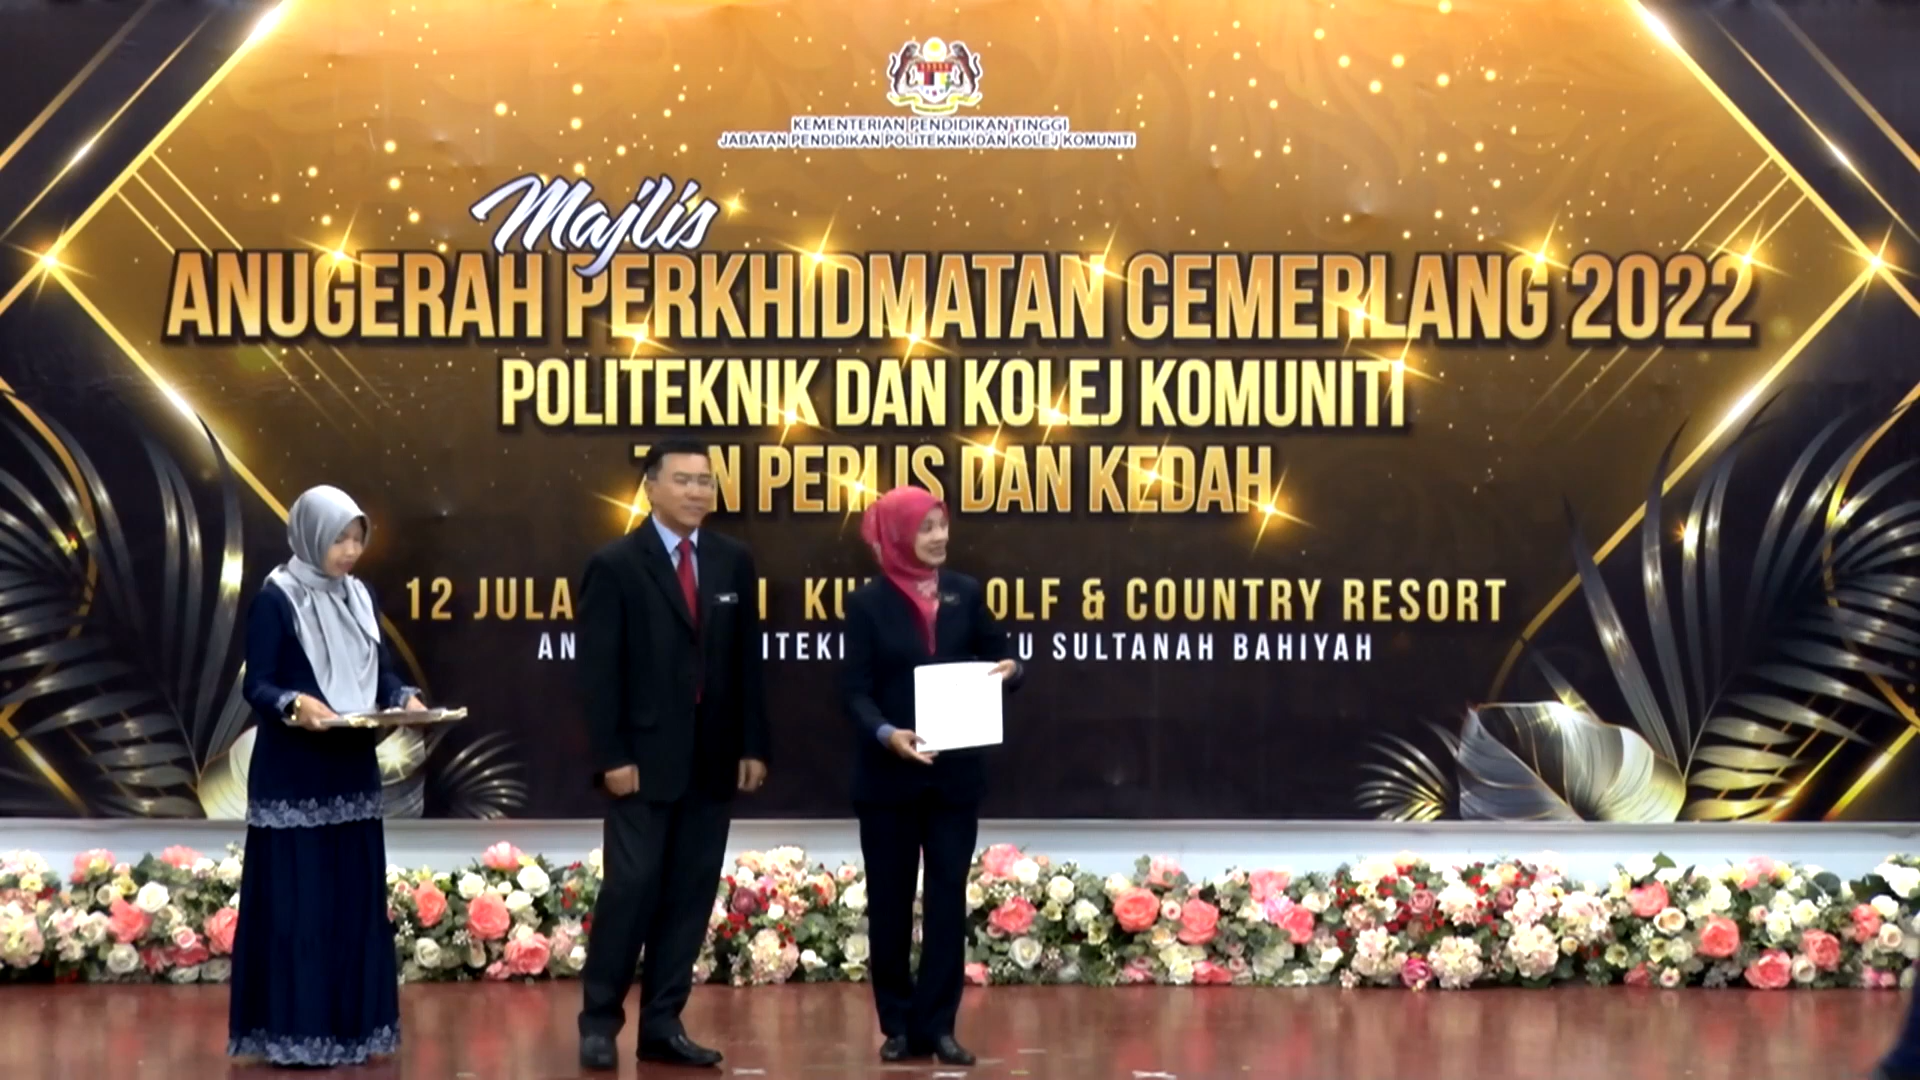 KEMENTERIAN PENDIDIKAN TINGGI
JABATAN PENDIDIKAN POLITEKNIK DAN KOLEJ KOMUNITI
Majlis
ANUGERAH PERKHIDMATAN CEMERLANG 2022
POLITEKNIK DAN KOLEJ KOMUNITI
PERLIS DAN KEDAH
12 OLF & COUNTRY RESORT
SULTANAH BAHIYAH